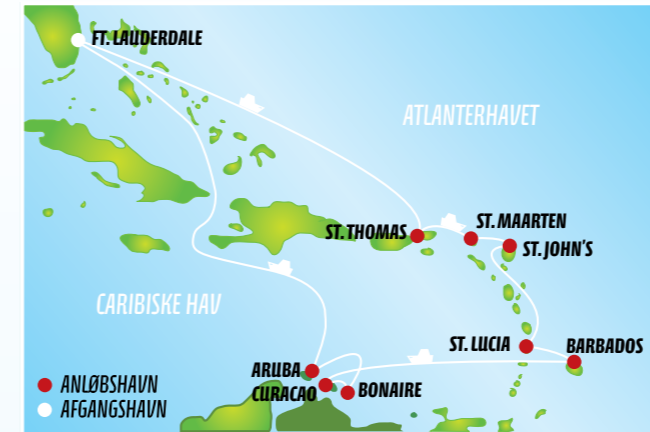 FT. LAUDERDALE
ATLANTERHAVET
ST. MAARTEN
ST. THOMAS
ST. JOHN'S
CARIBISKE HAV
ST. LUCIA
BARBADOS
ARUBA
CURACAO
BONAIRE
ANLØBSHAVN
AFGANGSHAVN